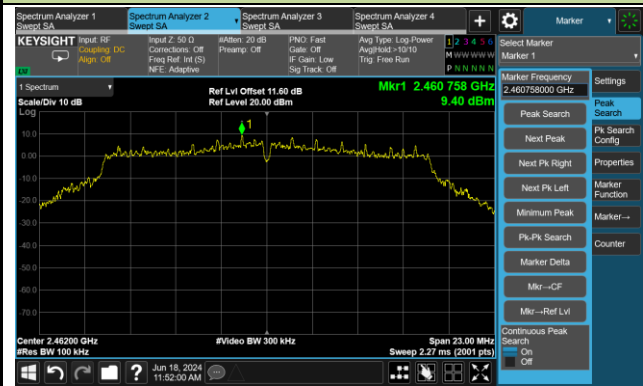 Spectrum Analyzer 1
Swept SA
Spectrum Analyzer 2
Swept SA
Spectrum Analyzer 3
Swept SA
Spectrum Analyzer 4
Swept SA
Marker
KEYSIGHT
Input: RF
Coupling: DC
Align: Off
Input Z: 50 Ω
Corrections: Off
Freq Ref: Int (S)
NFE: Adaptive
#Atten: 20 dB
Preamp: Off
PNO: Fast
Gate: Off
IF Gain: Low
Sig Track: Off
Avg Type: Log-Power
Avg|Hold:>10/10
Trig: Free Run
1 2 3 4 5 6
M W W W W W
P N N N N N
Select Marker
Marker 1
LXI
1 Spectrum
Scale/Div 10 dB
Log
Ref Lvl Offset 11.60 dB
Ref Level 20.00 dBm
Mkr1 2.460 758 GHz
9.40 dBm
1
10.0
0.00
-10.0
-20.0
-30.0
-40.0
-50.0
-60.0
-70.0
Center 2.46200 GHz
#Res BW 100 kHz
#Video BW 300 kHz
Span 23.00 MHz
Sweep 2.27 ms (2001 pts)
Marker Frequency
2.460758000 GHz
Peak Search
Next Peak
Next Pk Right
Next Pk Left
Minimum Peak
Pk-Pk Search
Marker Delta
Mkr→CF
Mkr→Ref Lvl
Continuous Peak
Search
On
Off
Settings
Peak
Search
Pk Search
Config
Properties
Marker
Function
Marker→
Counter
Jun 18, 2024
11:52:00 AM